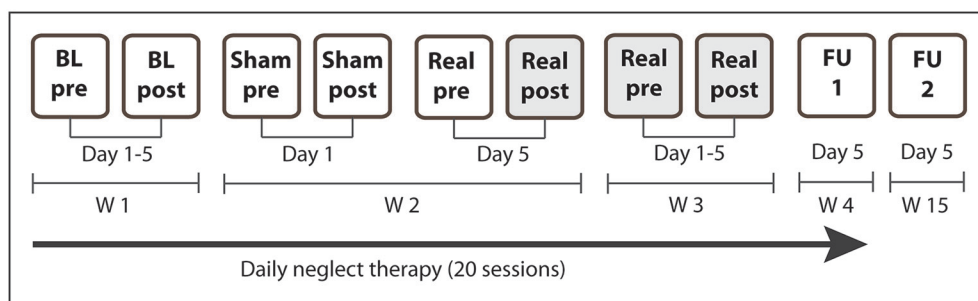 BL pre
BL post
Sham pre
Sham post
Real pre
Real post
Real pre
Real post
FU 1
FU 2
Day 1-5
Day 1
Day 5
Day 1-5
Day 5
Day 5
W 1
W 2
W 3
W 4
W 15
Daily neglect therapy (20 sessions)